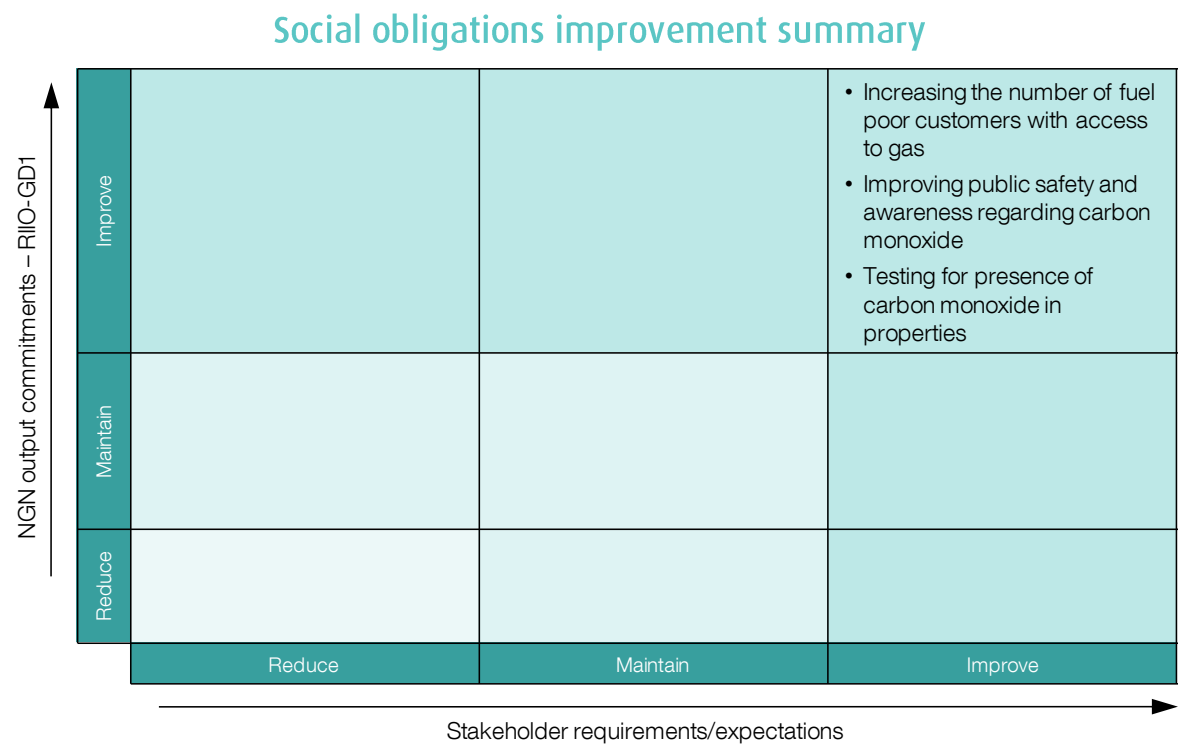 Social obligations improvement summary
NGN output commitments – RIIO-GD1
Improve
• Increasing the number of fuel
poor customers with access
to gas
• Improving public safety and
awareness regarding carbon
monoxide
• Testing for presence of
carbon monoxide in
properties
Maintain
Reduce
Reduce
Maintain
Improve
Stakeholder requirements/expectations